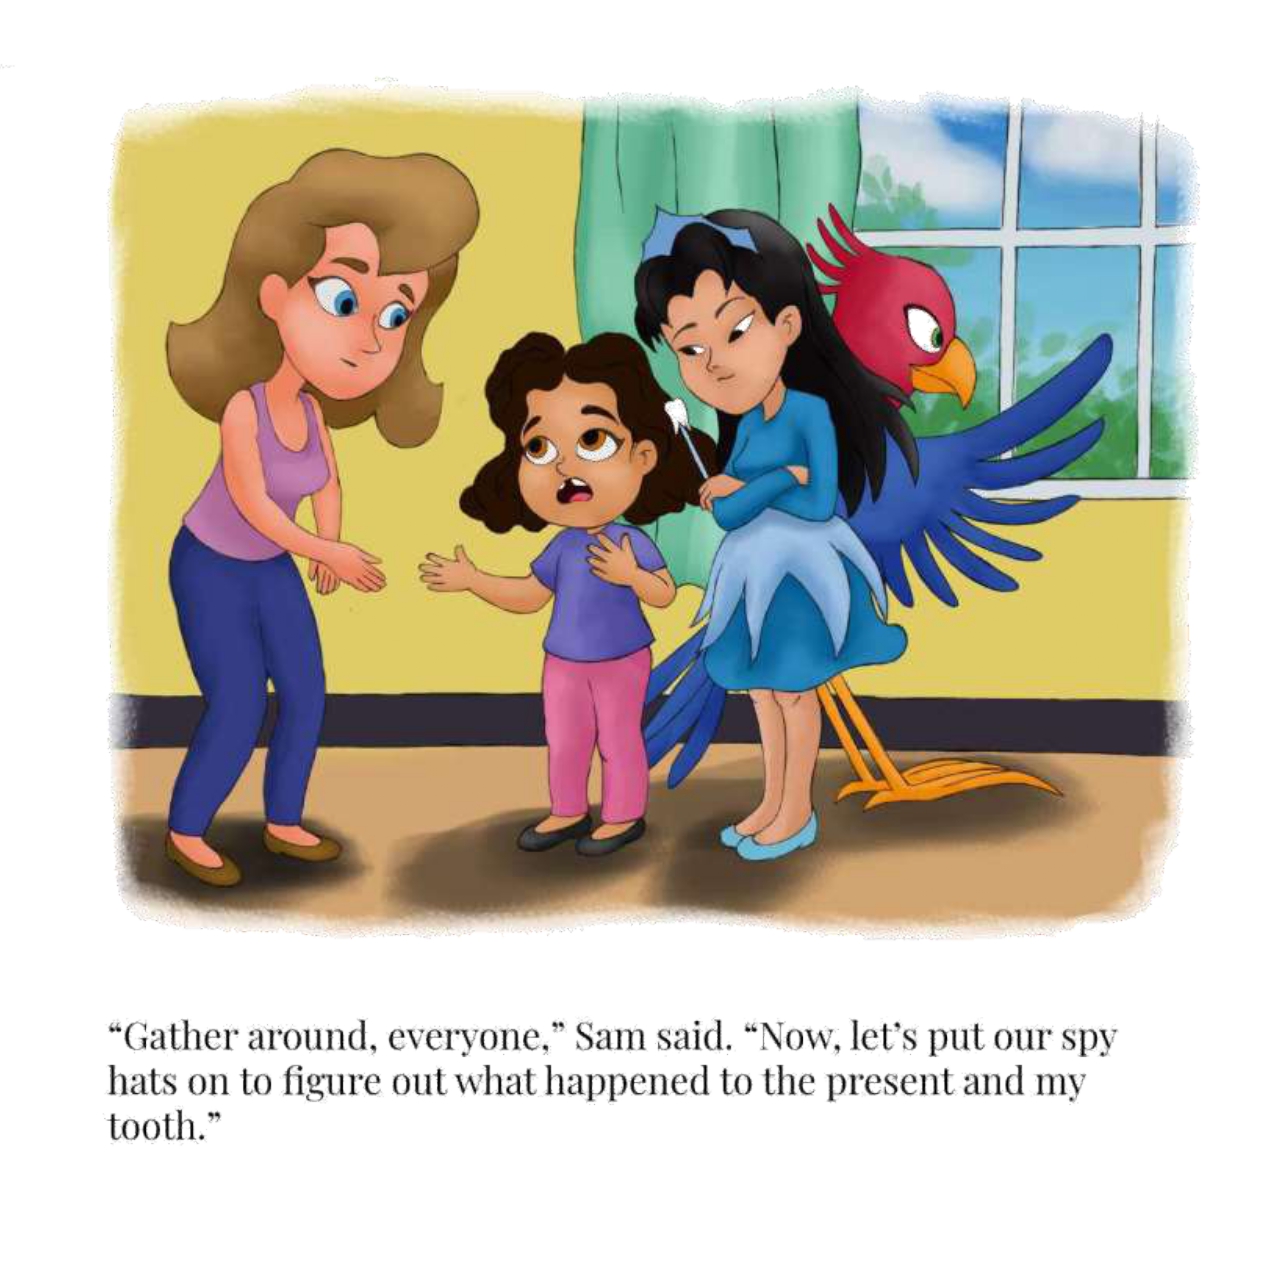 “Gather around, everyone,” Sam said. “Now, let’s put our spy
hats on to figure out what happened to the present and my
tooth.”